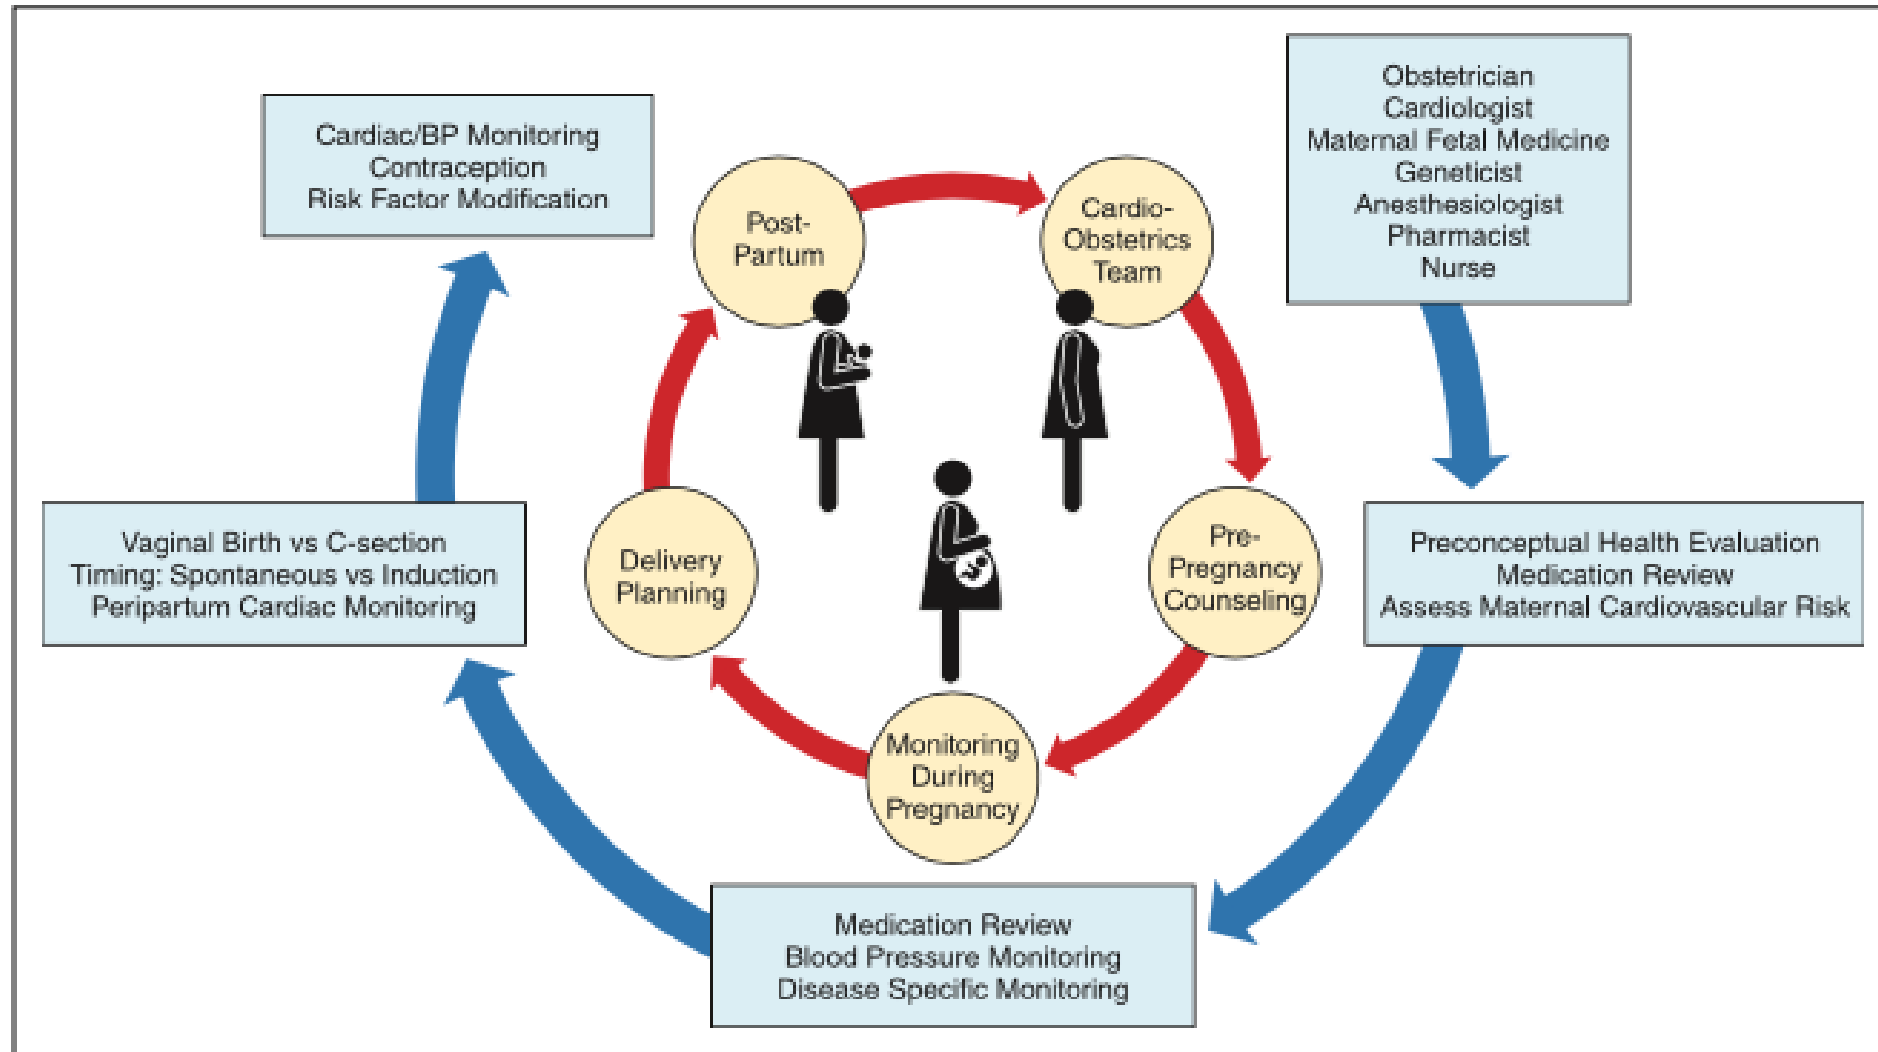 Cardiac/BP Monitoring
Contraception
Risk Factor Modification
Obstetrician
Cardiologist
Maternal Fetal Medicine
Geneticist
Anesthesiologist
Pharmacist
Nurse
Post-
Partum
Cardio-
Obstetrics
Team
Vaginal Birth vs C-section
Timing: Spontaneous vs Induction
Peripartum Cardiac Monitoring
Delivery
Planning
Pre-
Pregnancy
Counseling
Preconceptual Health Evaluation
Medication Review
Assess Maternal Cardiovascular Risk
Monitoring
During
Pregnancy
Medication Review
Blood Pressure Monitoring
Disease Specific Monitoring